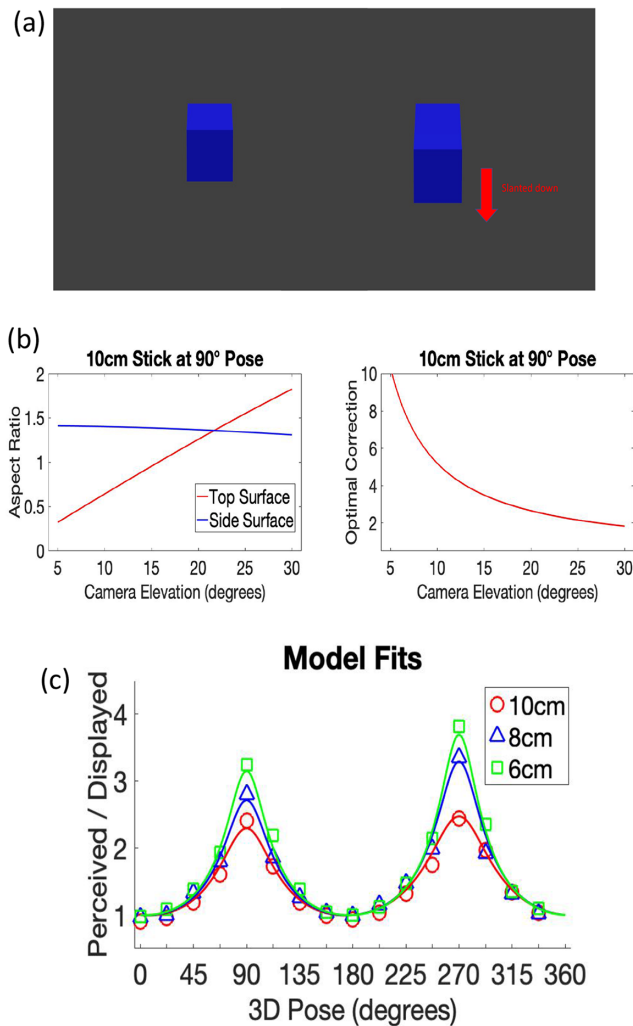 (a)
Slanted down
(b)
10cm Stick at 90° Pose
Aspect Ratio
2
1.5
1
0.5
0
Top Surface
Side Surface
5 10 15 20 25 30
Camera Elevation (degrees)
10cm Stick at 90° Pose
Optimal Correction
10
8
6
4
2
5 10 15 20 25 30
Camera Elevation (degrees)
(c)
Model Fits
Perceived / Displayed
4
3
2
1
10cm
8cm
6cm
0 45 90 135 180 225 270 315 360
3D Pose (degrees)